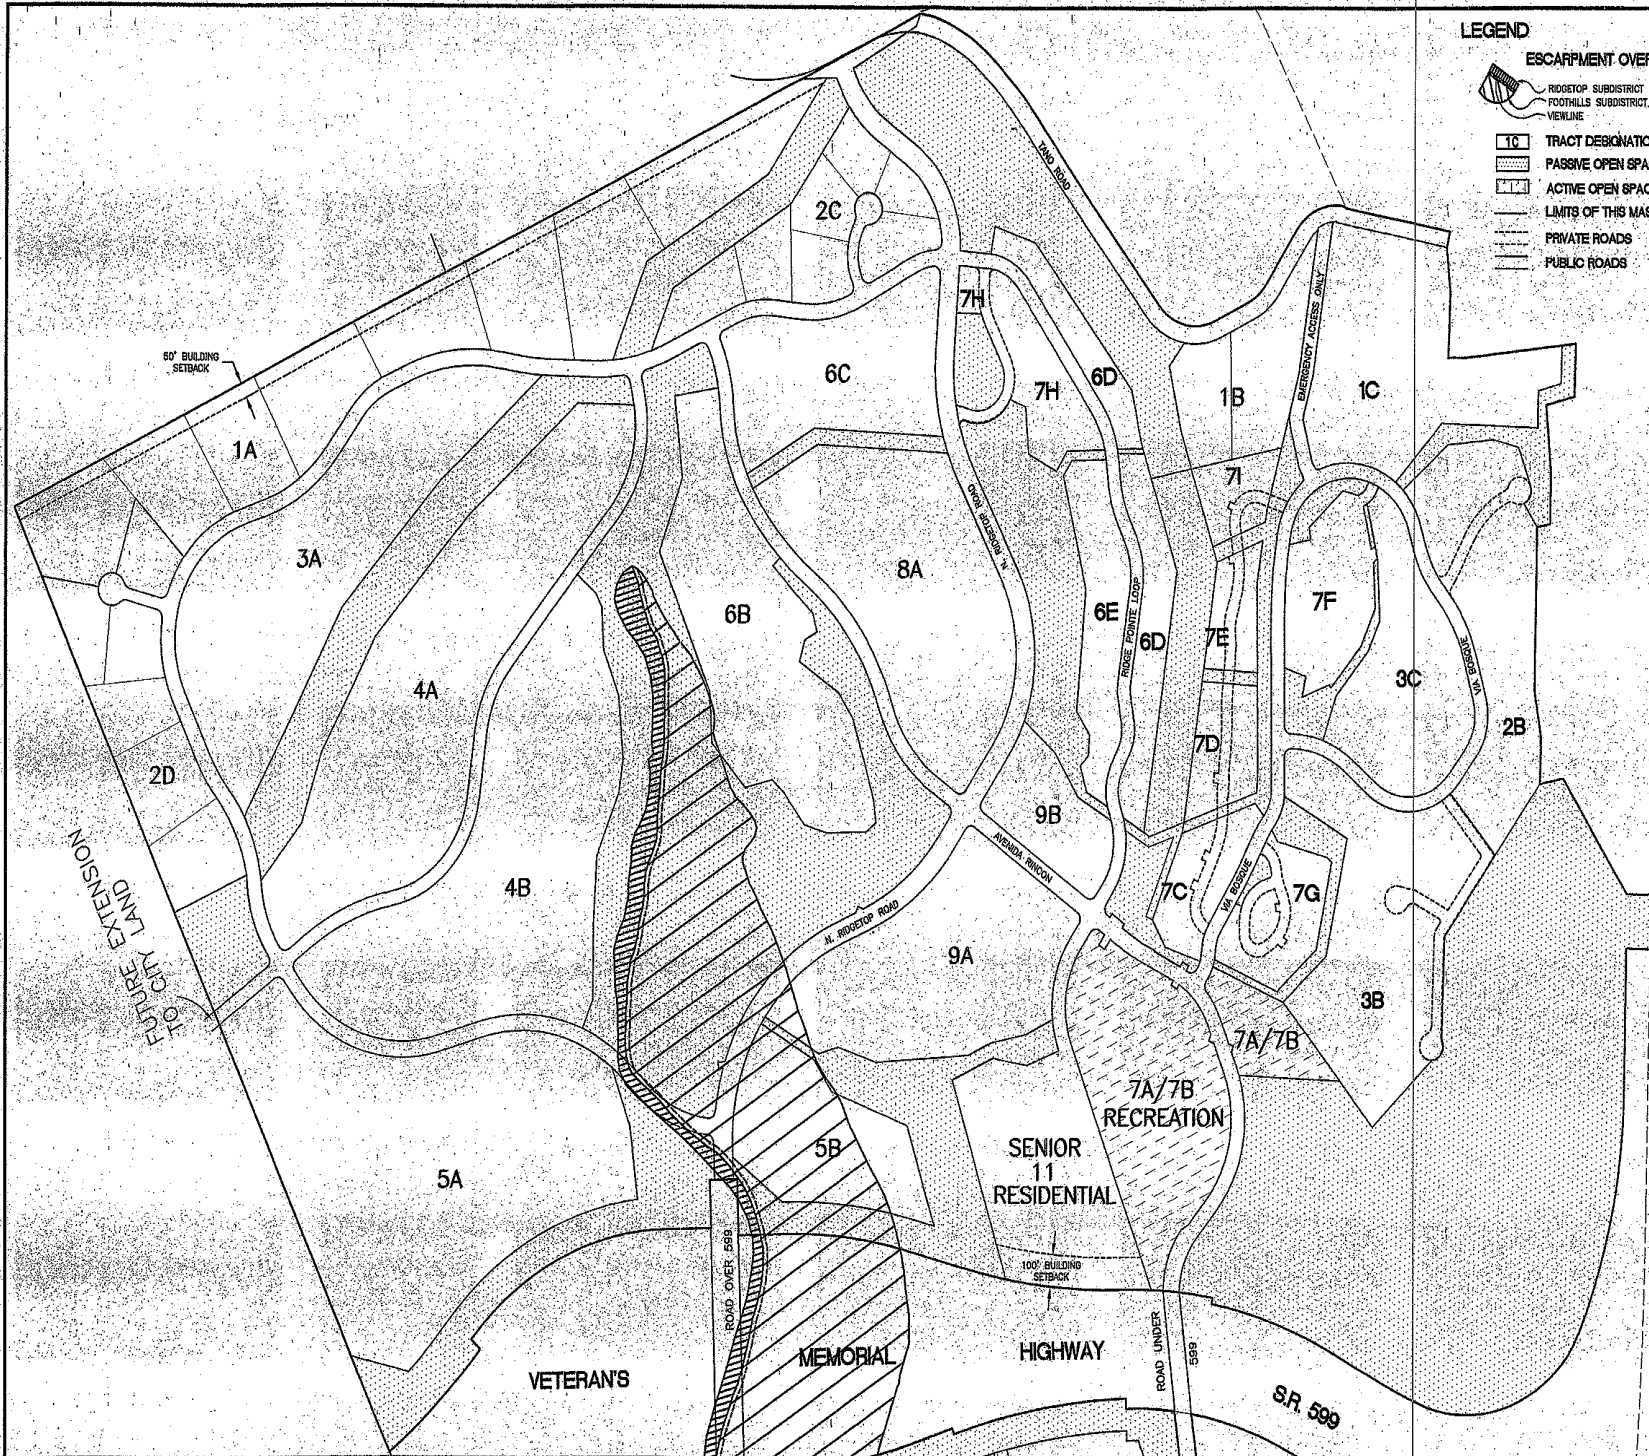 LEGEND
ESCARPMENT OVER
RIDGETOP SUBDISTRICT
FOOTHILLS SUBDISTRICT
VIEWLINE
1C TRACT DESIGNATIO
PASSIVE OPEN SPA
ACTIVE OPEN SPAC
LIMITS OF THIS MAS
PRIVATE ROADS
PUBLIC ROADS
TANO ROAD
2C
7H
EMERGENCY ACCESS ONLY
50' BUILDING
SETBACK
6C
7H
6D
1B
1C
1A
7I
N. RIDGETOP ROAD
3A
8A
6B
6E
RIDGE POINTE LOOP
6D
7E
7F
4A
3C
VIA BOSQUE
2B
2D
7D
9B
AVENIDA RINCON
FUTURE EXTENSION
TO CITY LAND
4B
7C
VIA BOSQUE
7G
N. RIDGETOP ROAD
9A
3B
7A/7B
7A/7B
RECREATION
5B
SENIOR
11
RESIDENTIAL
5A
ROAD OVER 599
100' BUILDING
SETBACK
VETERAN'S
MEMORIAL
HIGHWAY
ROAD UNDER
599
S.R. 599